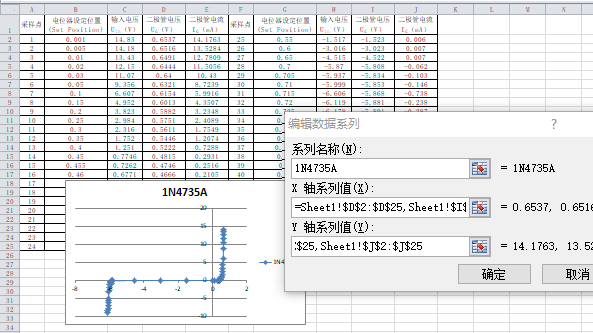 A B C D E F G H I J K L M N
1 采样点 电位器设定位置 (Set Position) 输入电压 (V) 二极管电压 (V) 二极管电流 (mA) 采样点 电位器设定位置 (Set Position) 输入电压 (V) 二极管电压 (V) 二极管电流 (mA)
2 1 0.001 14.83 0.6537 14.1763 25 0.55 -1.517 -1.523 0.006
3 2 0.005 14.18 0.6516 13.5284 26 0.6 -3.016 -3.023 0.007
4 3 0.01 13.43 0.6491 12.7809 27 0.65 -4.515 -4.522 0.007
5 4 0.02 12.15 0.6444 11.5056 28 0.7 -5.87 -5.808 -0.062
6 5 0.03 11.07 0.64 10.43 29 0.705 -5.937 -5.834 -0.103
7 6 0.05 9.356 0.6321 8.7239 30 0.71 -5.999 -5.853 -0.146
8 7 0.1 6.607 0.6154 5.9916 31 0.715 -6.606 -5.868 -0.738
9 8 0.15 4.952 0.6013 4.3507 32 0.72 -6.119 -5.881 -0.238
10 9 0.2 3.823 0.5882 3.2348 33
11 10 0.25 2.984 0.5751 2.4089 34
12 11 0.3 2.316 0.5611 1.7549 35
13 12 0.35 1.752 0.5446 1.2074 36
14 13 0.4 1.251 0.5222 0.7288 37
15 14 0.45 0.7746 0.4815 0.2931 38
16 15 0.455 0.7262 0.4746 0.2516 39
17 16 0.46 0.6771 0.4666 0.2105 40
18 17
19 18
20 19
21 20
22 21
23 22
24 23
25 24
26
27
28
29
30
31
32
33
34
1N4735A
20
15
10
5
0
-8 -6 -4 -2 0 2
-5
-10
1N4
编辑数据系列 ?
系列名称(N):
1N4735A = 1N4735A
X 轴系列值(X):
=Sheet1!$D$2:$D$25,Sheet1!$I$ = 0.6537, 0.6516
Y 轴系列值(Y):
$25,Sheet1!$J$2:$J$25 = 14.1763, 13.52
确定 取消